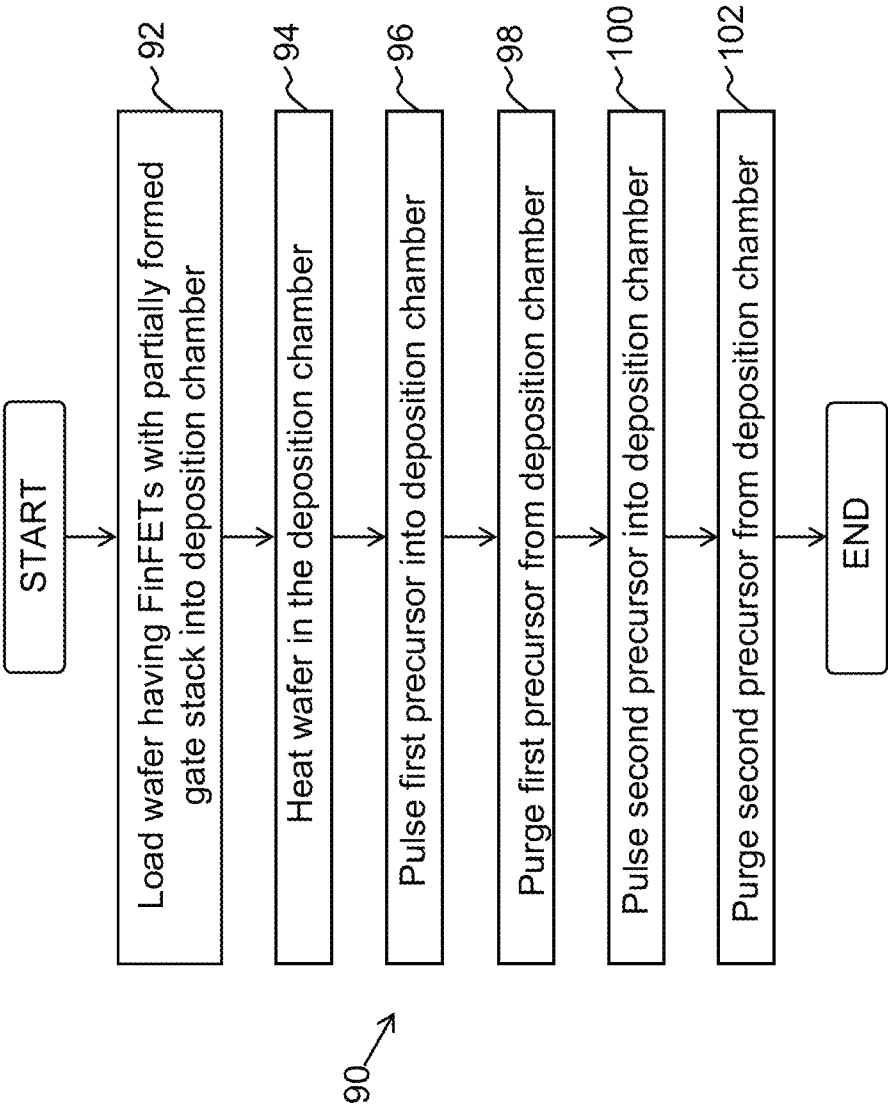 START
Load wafer having FinFETs with partially formed
gate stack into deposition chamber
92
Heat wafer in the deposition chamber
94
Pulse first precursor into deposition chamber
96
Purge first precursor from deposition chamber
98
Pulse second precursor into deposition chamber
100
Purge second precursor from deposition chamber
102
END
90